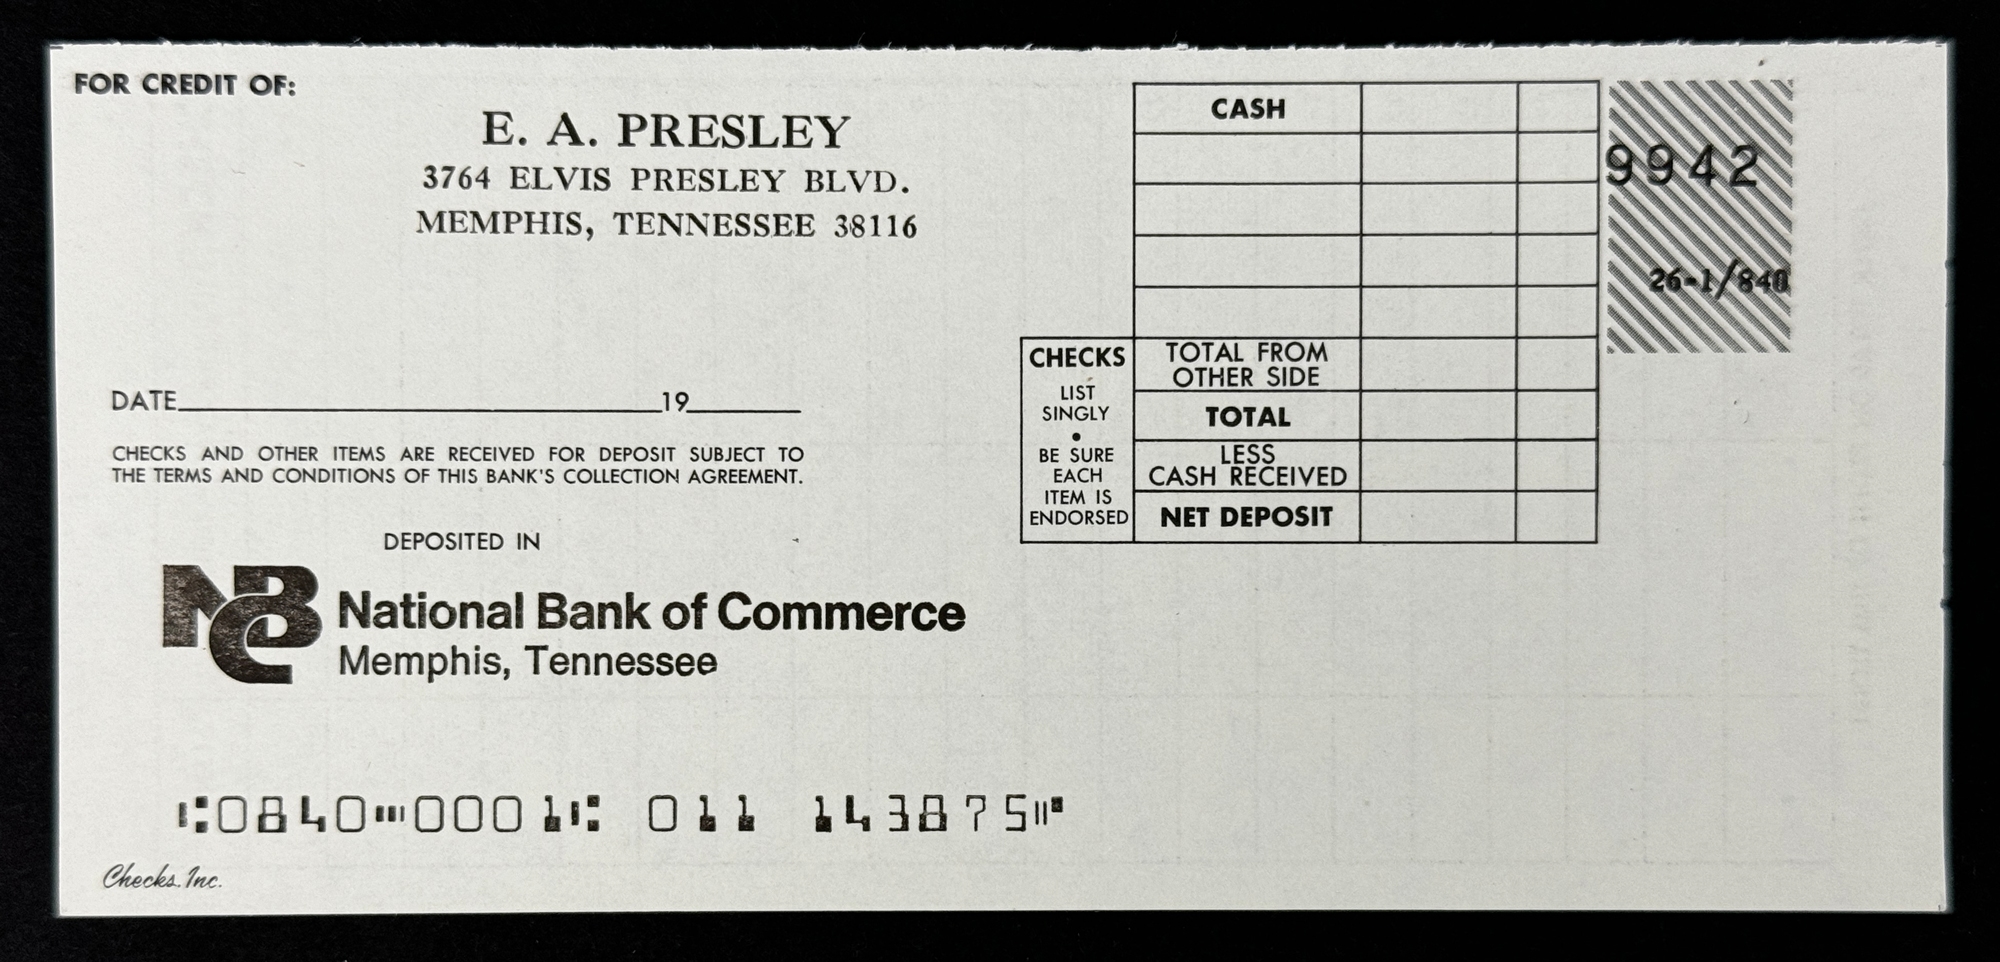 FOR CREDIT OF:
E. A. PRESLEY
3764 ELVIS PRESLEY BLVD.
MEMPHIS, TENNESSEE 38116
DATE 19
CHECKS AND OTHER ITEMS ARE RECEIVED FOR DEPOSIT SUBJECT TO
THE TERMS AND CONDITIONS OF THIS BANK'S COLLECTION AGREEMENT.
DEPOSITED IN
NBC
National Bank of Commerce
Memphis, Tennessee
⑆0840⑉0001⑆ 011 143875⑈
Checks Inc.
CASH
CHECKS
LIST
SINGLY
•
BE SURE
EACH
ITEM IS
ENDORSED
TOTAL FROM
OTHER SIDE
TOTAL
LESS
CASH RECEIVED
NET DEPOSIT
9942
26-1/840